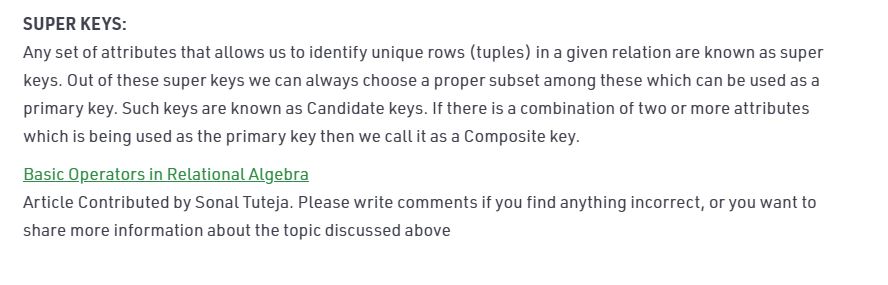 SUPER KEYS:
Any set of attributes that allows us to identify unique rows (tuples) in a given relation are known as super
keys. Out of these super keys we can always choose a proper subset among these which can be used as a
primary key. Such keys are known as Candidate keys. If there is a combination of two or more attributes
which is being used as the primary key then we call it as a Composite key.
Basic Operators in Relational Algebra
Article Contributed by Sonal Tuteja. Please write comments if you find anything incorrect, or you want to
share more information about the topic discussed above